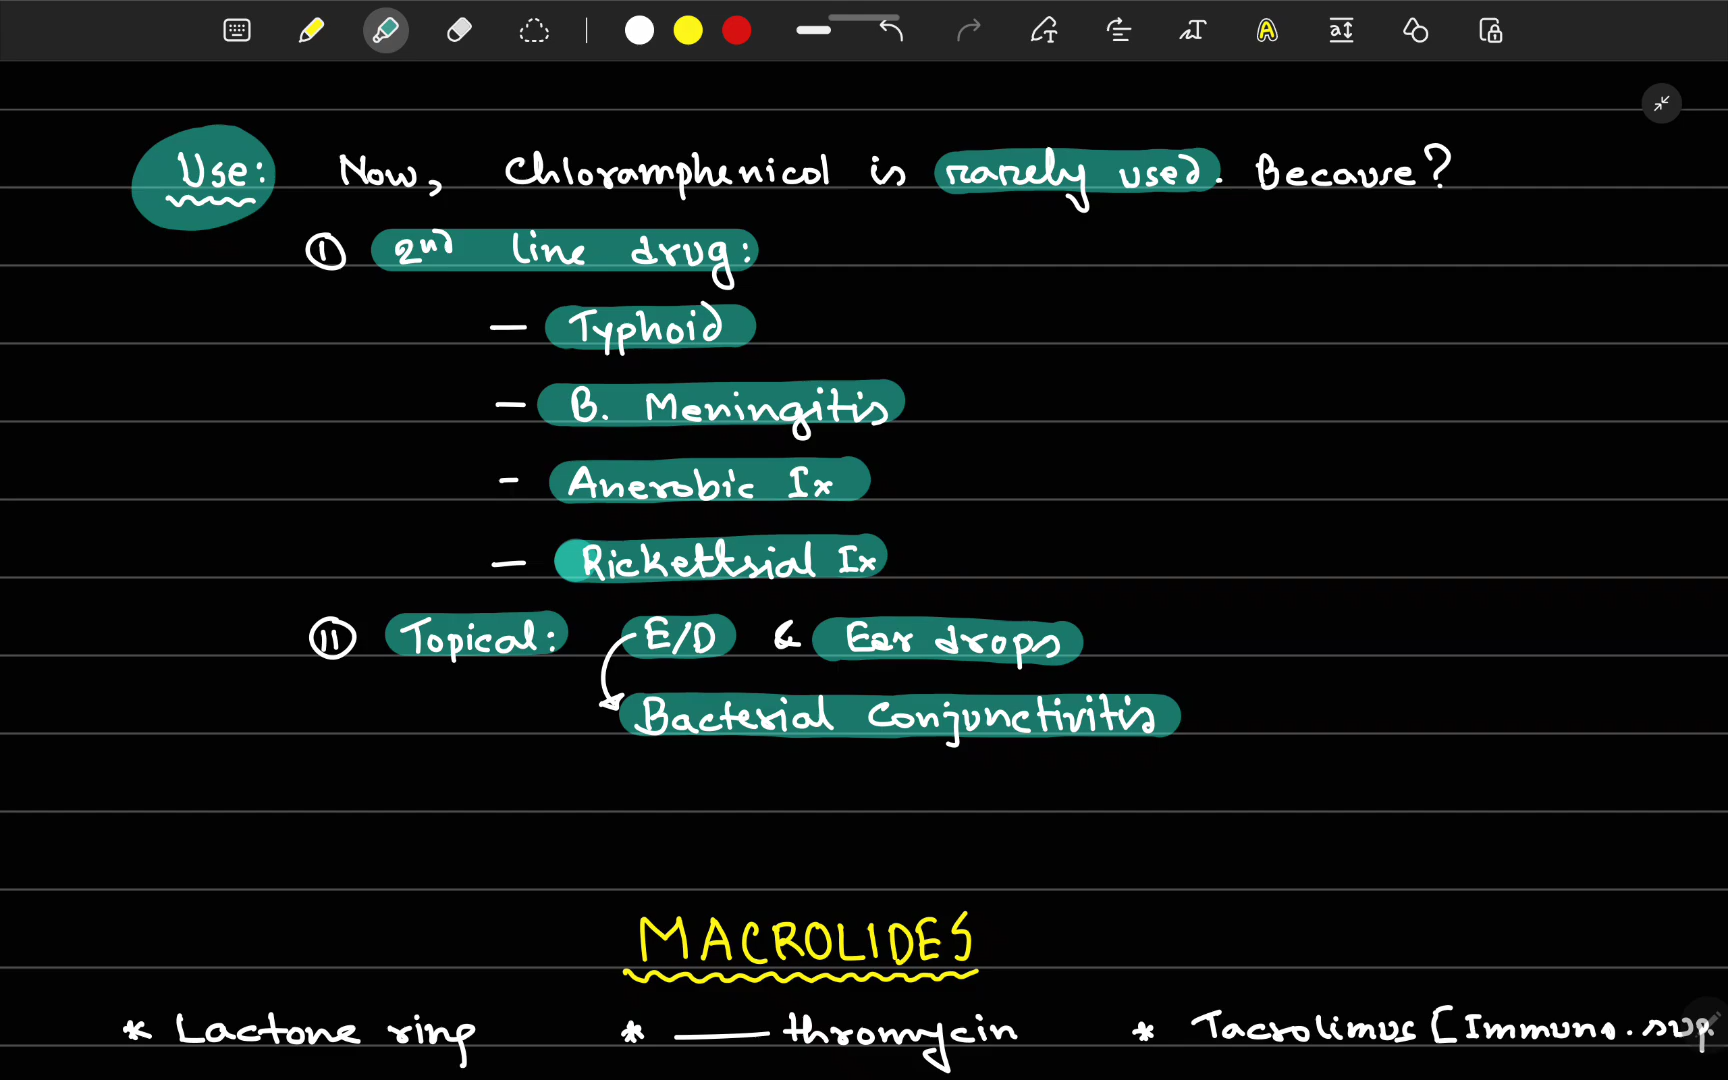 Use: Now, Chloramphenicol is rarely used. Because?
① 2nd line drug:
— Typhoid
— B. Meningitis
- Anerobic Ix
— Rickettsial Ix
⑪ Topical: E/D & Ear drops
Bacterial Conjunctivitis
MACROLIDES
* Lactone ring * —— thromycin * Tacrolimus [Immuno. sup